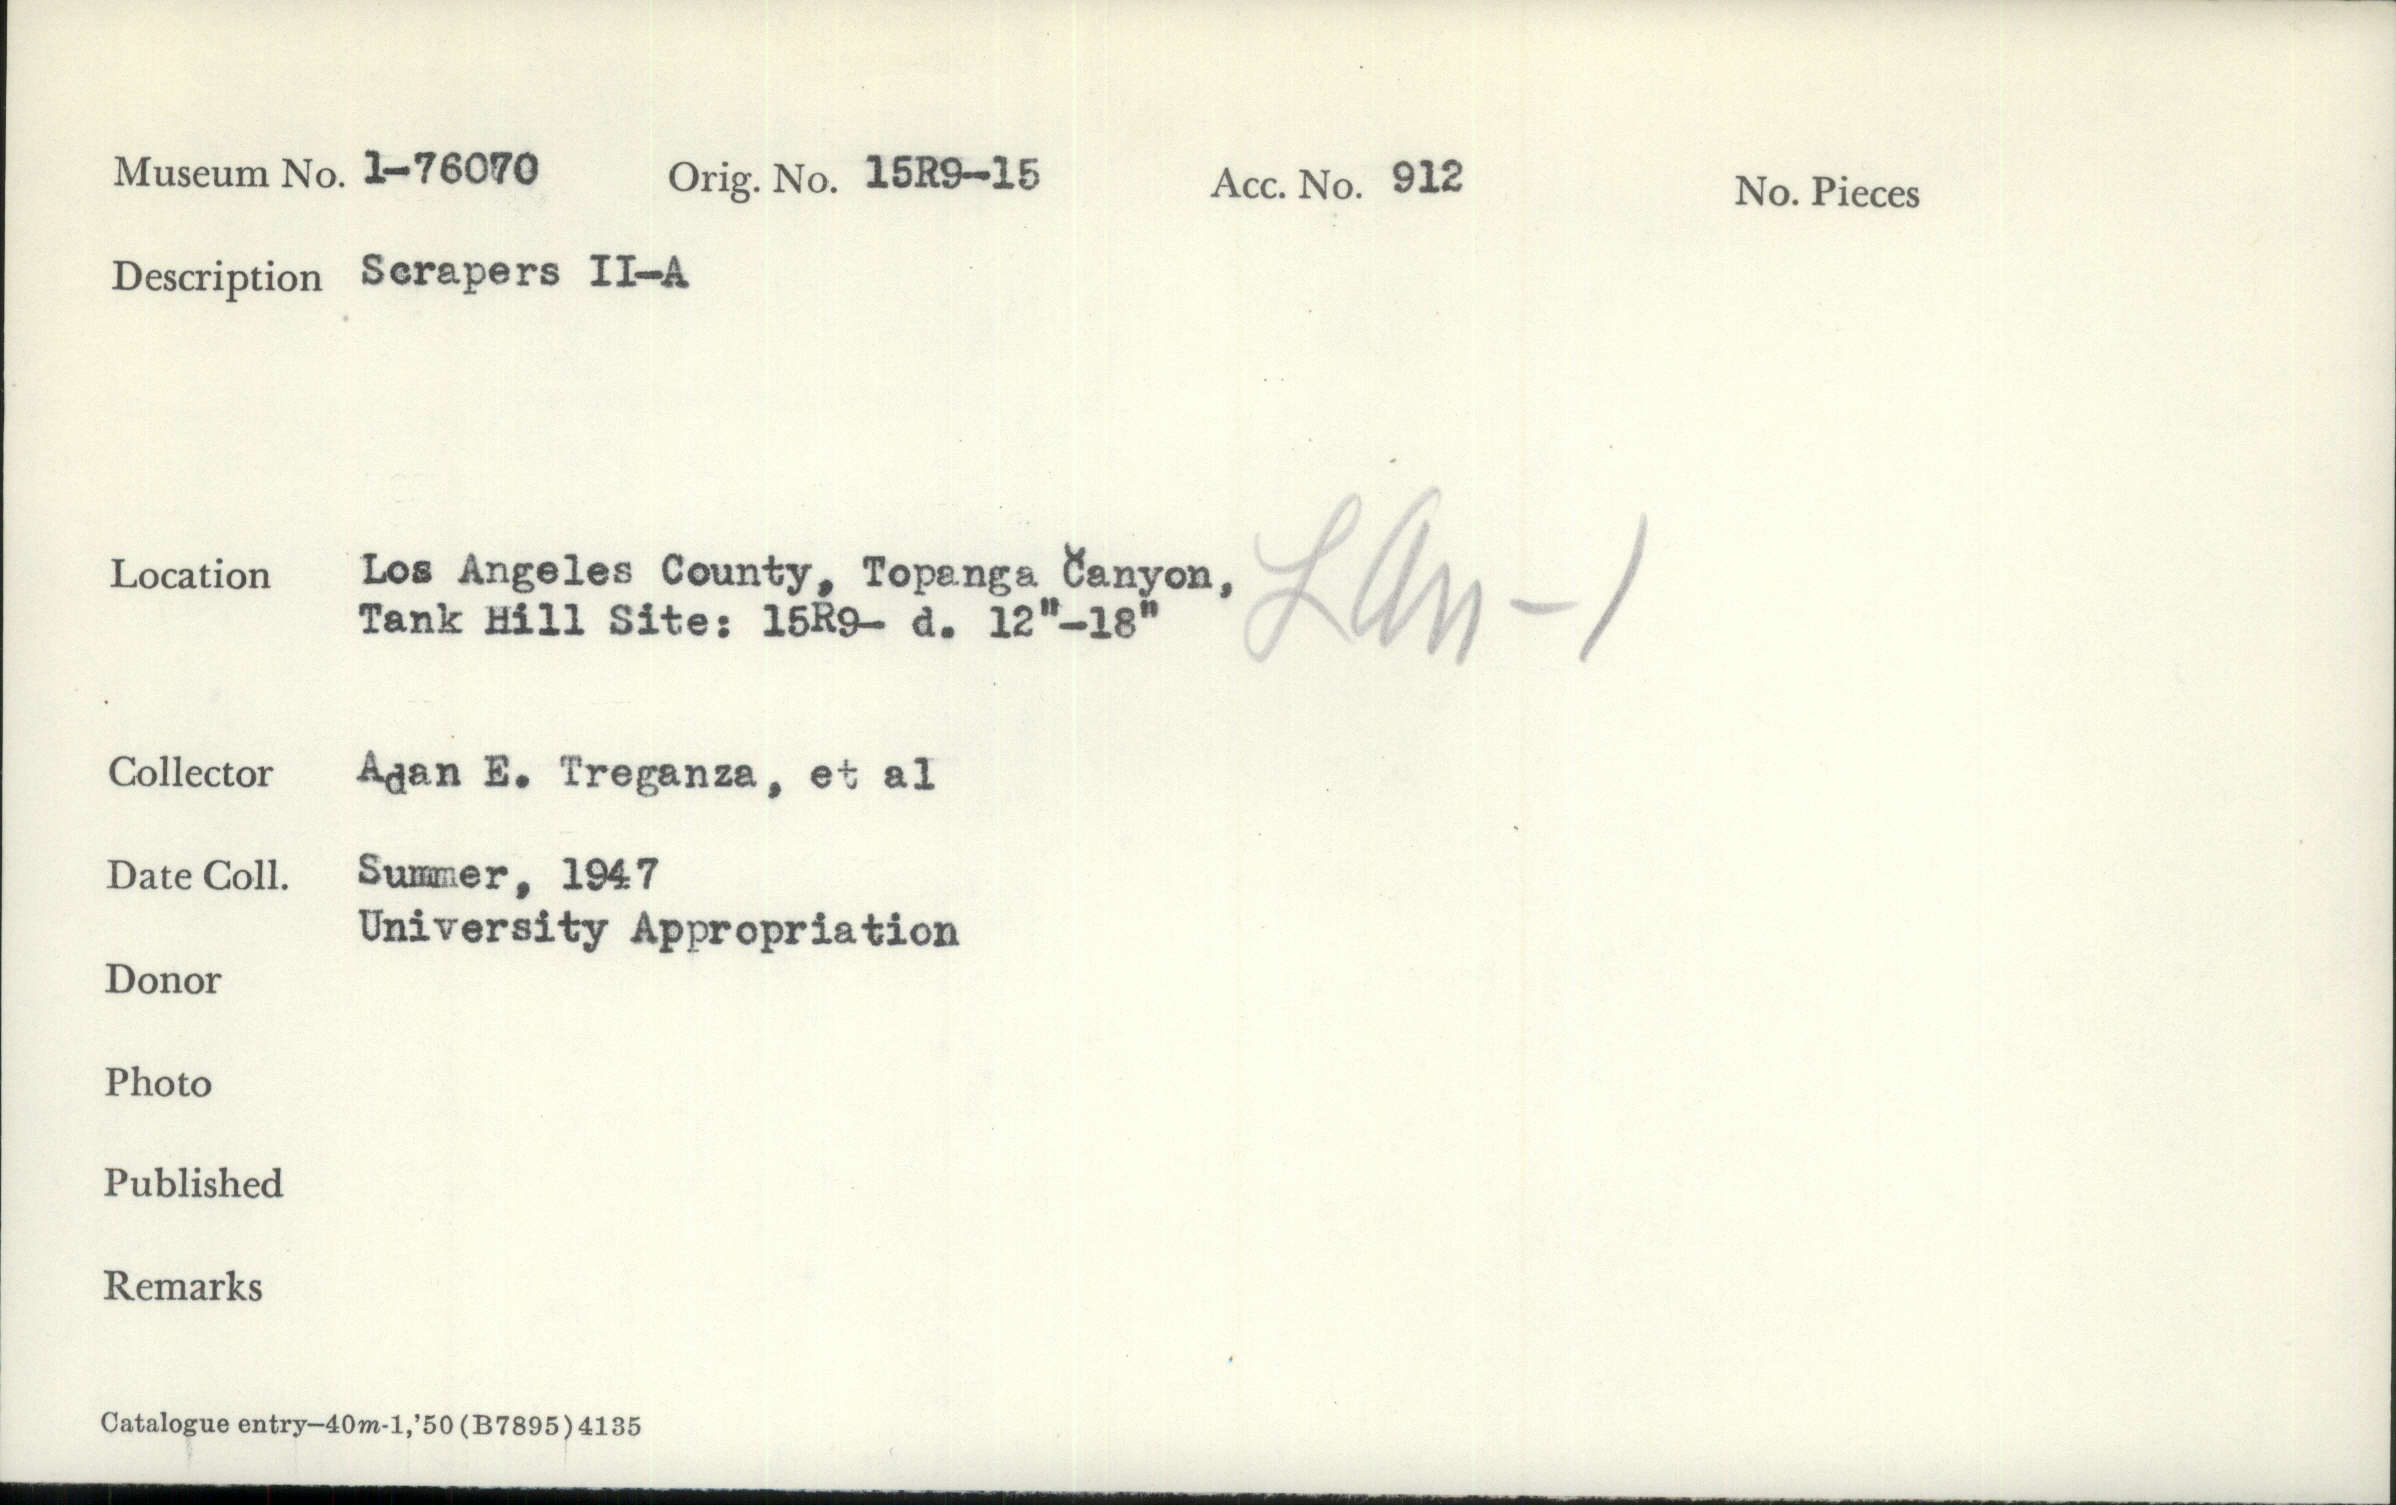 Museum No. 1-76070 Orig. No. 15R9-15 Acc. No. 912 No. Pieces
Description Scrapers II-A
Location Los Angeles County, Topanga Canyon, LAn-1
Tank Hill Site: 15R9- d. 12"-18"
Collector Adan E. Treganza, et al
Date Coll. Summer, 1947
University Appropriation
Donor
Photo
Published
Remarks
Catalogue entry—40m-1,'50(B7895)4135